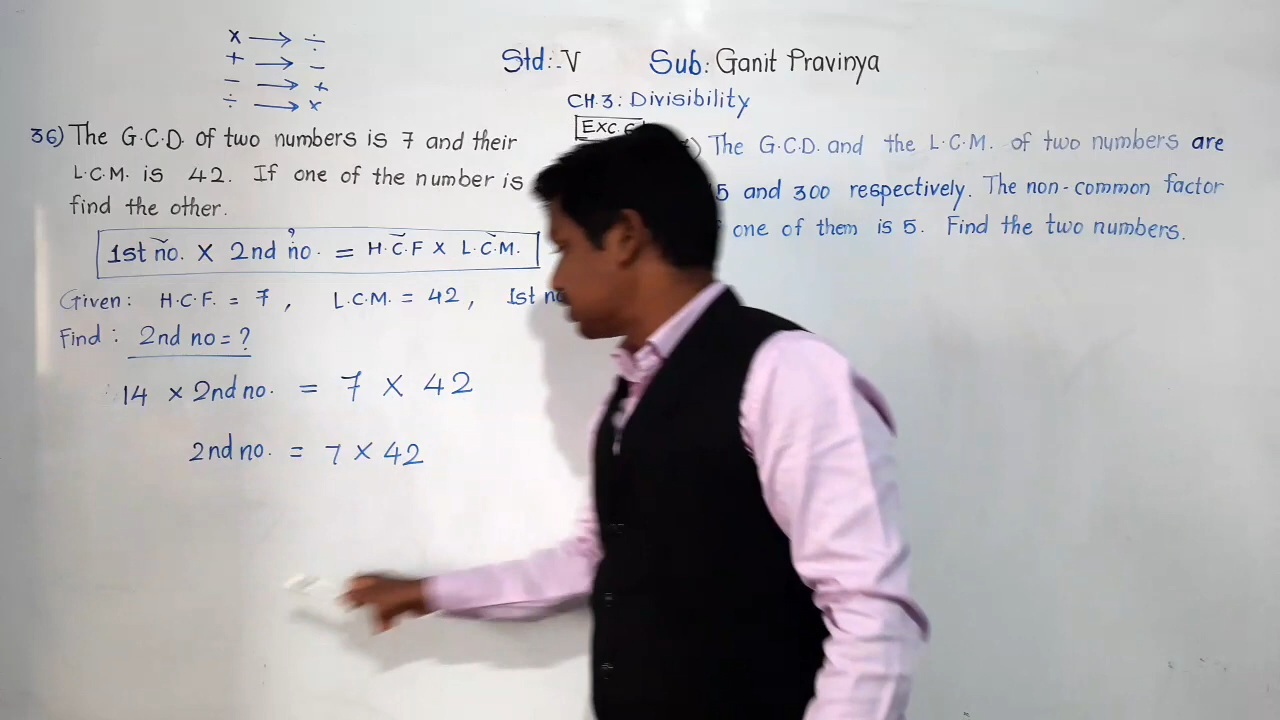 × → ÷
+ → −
− → +
÷ → ×
Std: V Sub: Ganit Pravinya
CH.3: Divisibility
EXC.
36) The G.C.D. of two numbers is 7 and their
L.C.M. is 42. If one of the number is
find the other.
1st no. × 2nd no. = H.C.F × L.C.M.
?
Given: H.C.F. = 7, L.C.M. = 42, 1st
Find: 2nd no = ?
14 × 2nd no. = 7 × 42
2nd no. = 7 × 42
The G.C.D. and the L.C.M. of two numbers are
5 and 300 respectively. The non-common factor
one of them is 5. Find the two numbers.